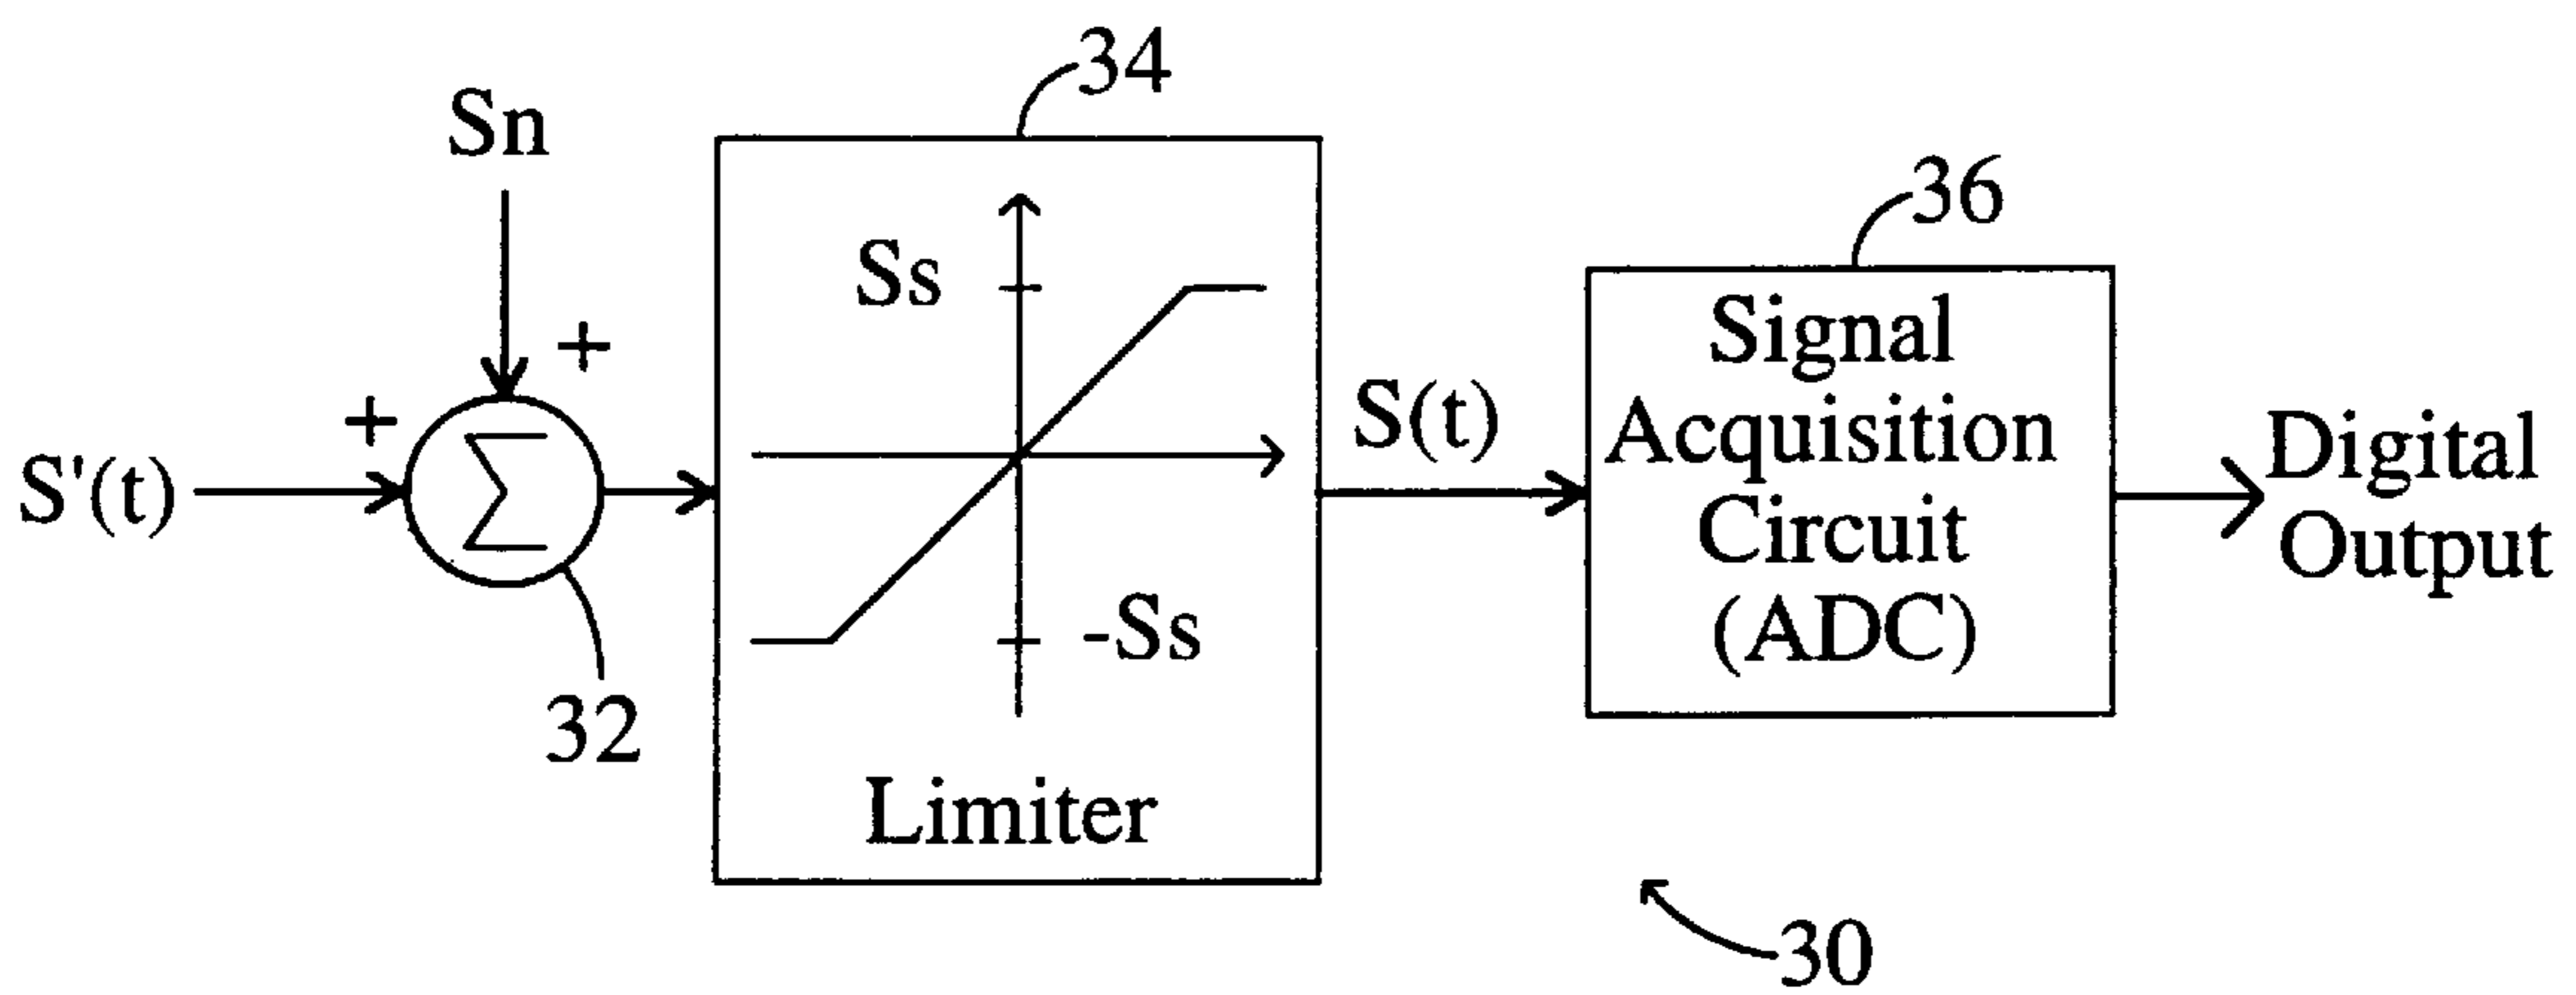 34
Sn
36
+
Ss
Signal
Acquisition
Circuit
(ADC)
+
S'(t)
Σ
S(t)
Digital
Output
-Ss
32
Limiter
30